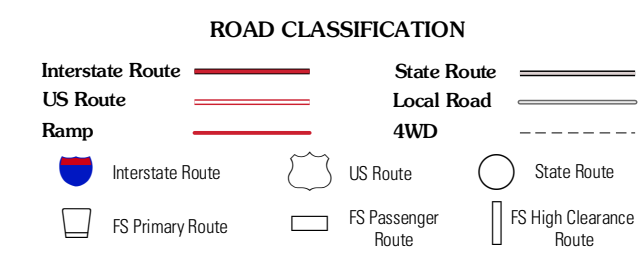 ROAD CLASSIFICATION
Interstate Route
State Route
US Route
Local Road
Ramp
4WD
Interstate Route
US Route
State Route
FS Primary Route
FS Passenger
Route
FS High Clearance
Route